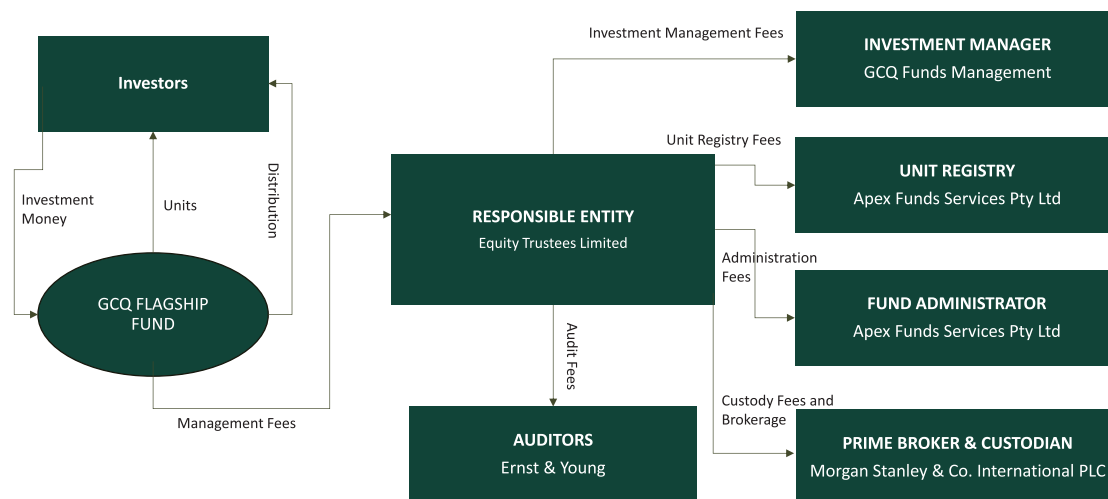 Investors
Investment
Money
Units
Distribution
GCQ FLAGSHIP
FUND
Management Fees
RESPONSIBLE ENTITY
Equity Trustees Limited
Investment Management Fees
INVESTMENT MANAGER
GCQ Funds Management
Unit Registry Fees
UNIT REGISTRY
Apex Funds Services Pty Ltd
Administration
Fees
FUND ADMINISTRATOR
Apex Funds Services Pty Ltd
Audit Fees
AUDITORS
Ernst & Young
Custody Fees and
Brokerage
PRIME BROKER & CUSTODIAN
Morgan Stanley & Co. International PLC